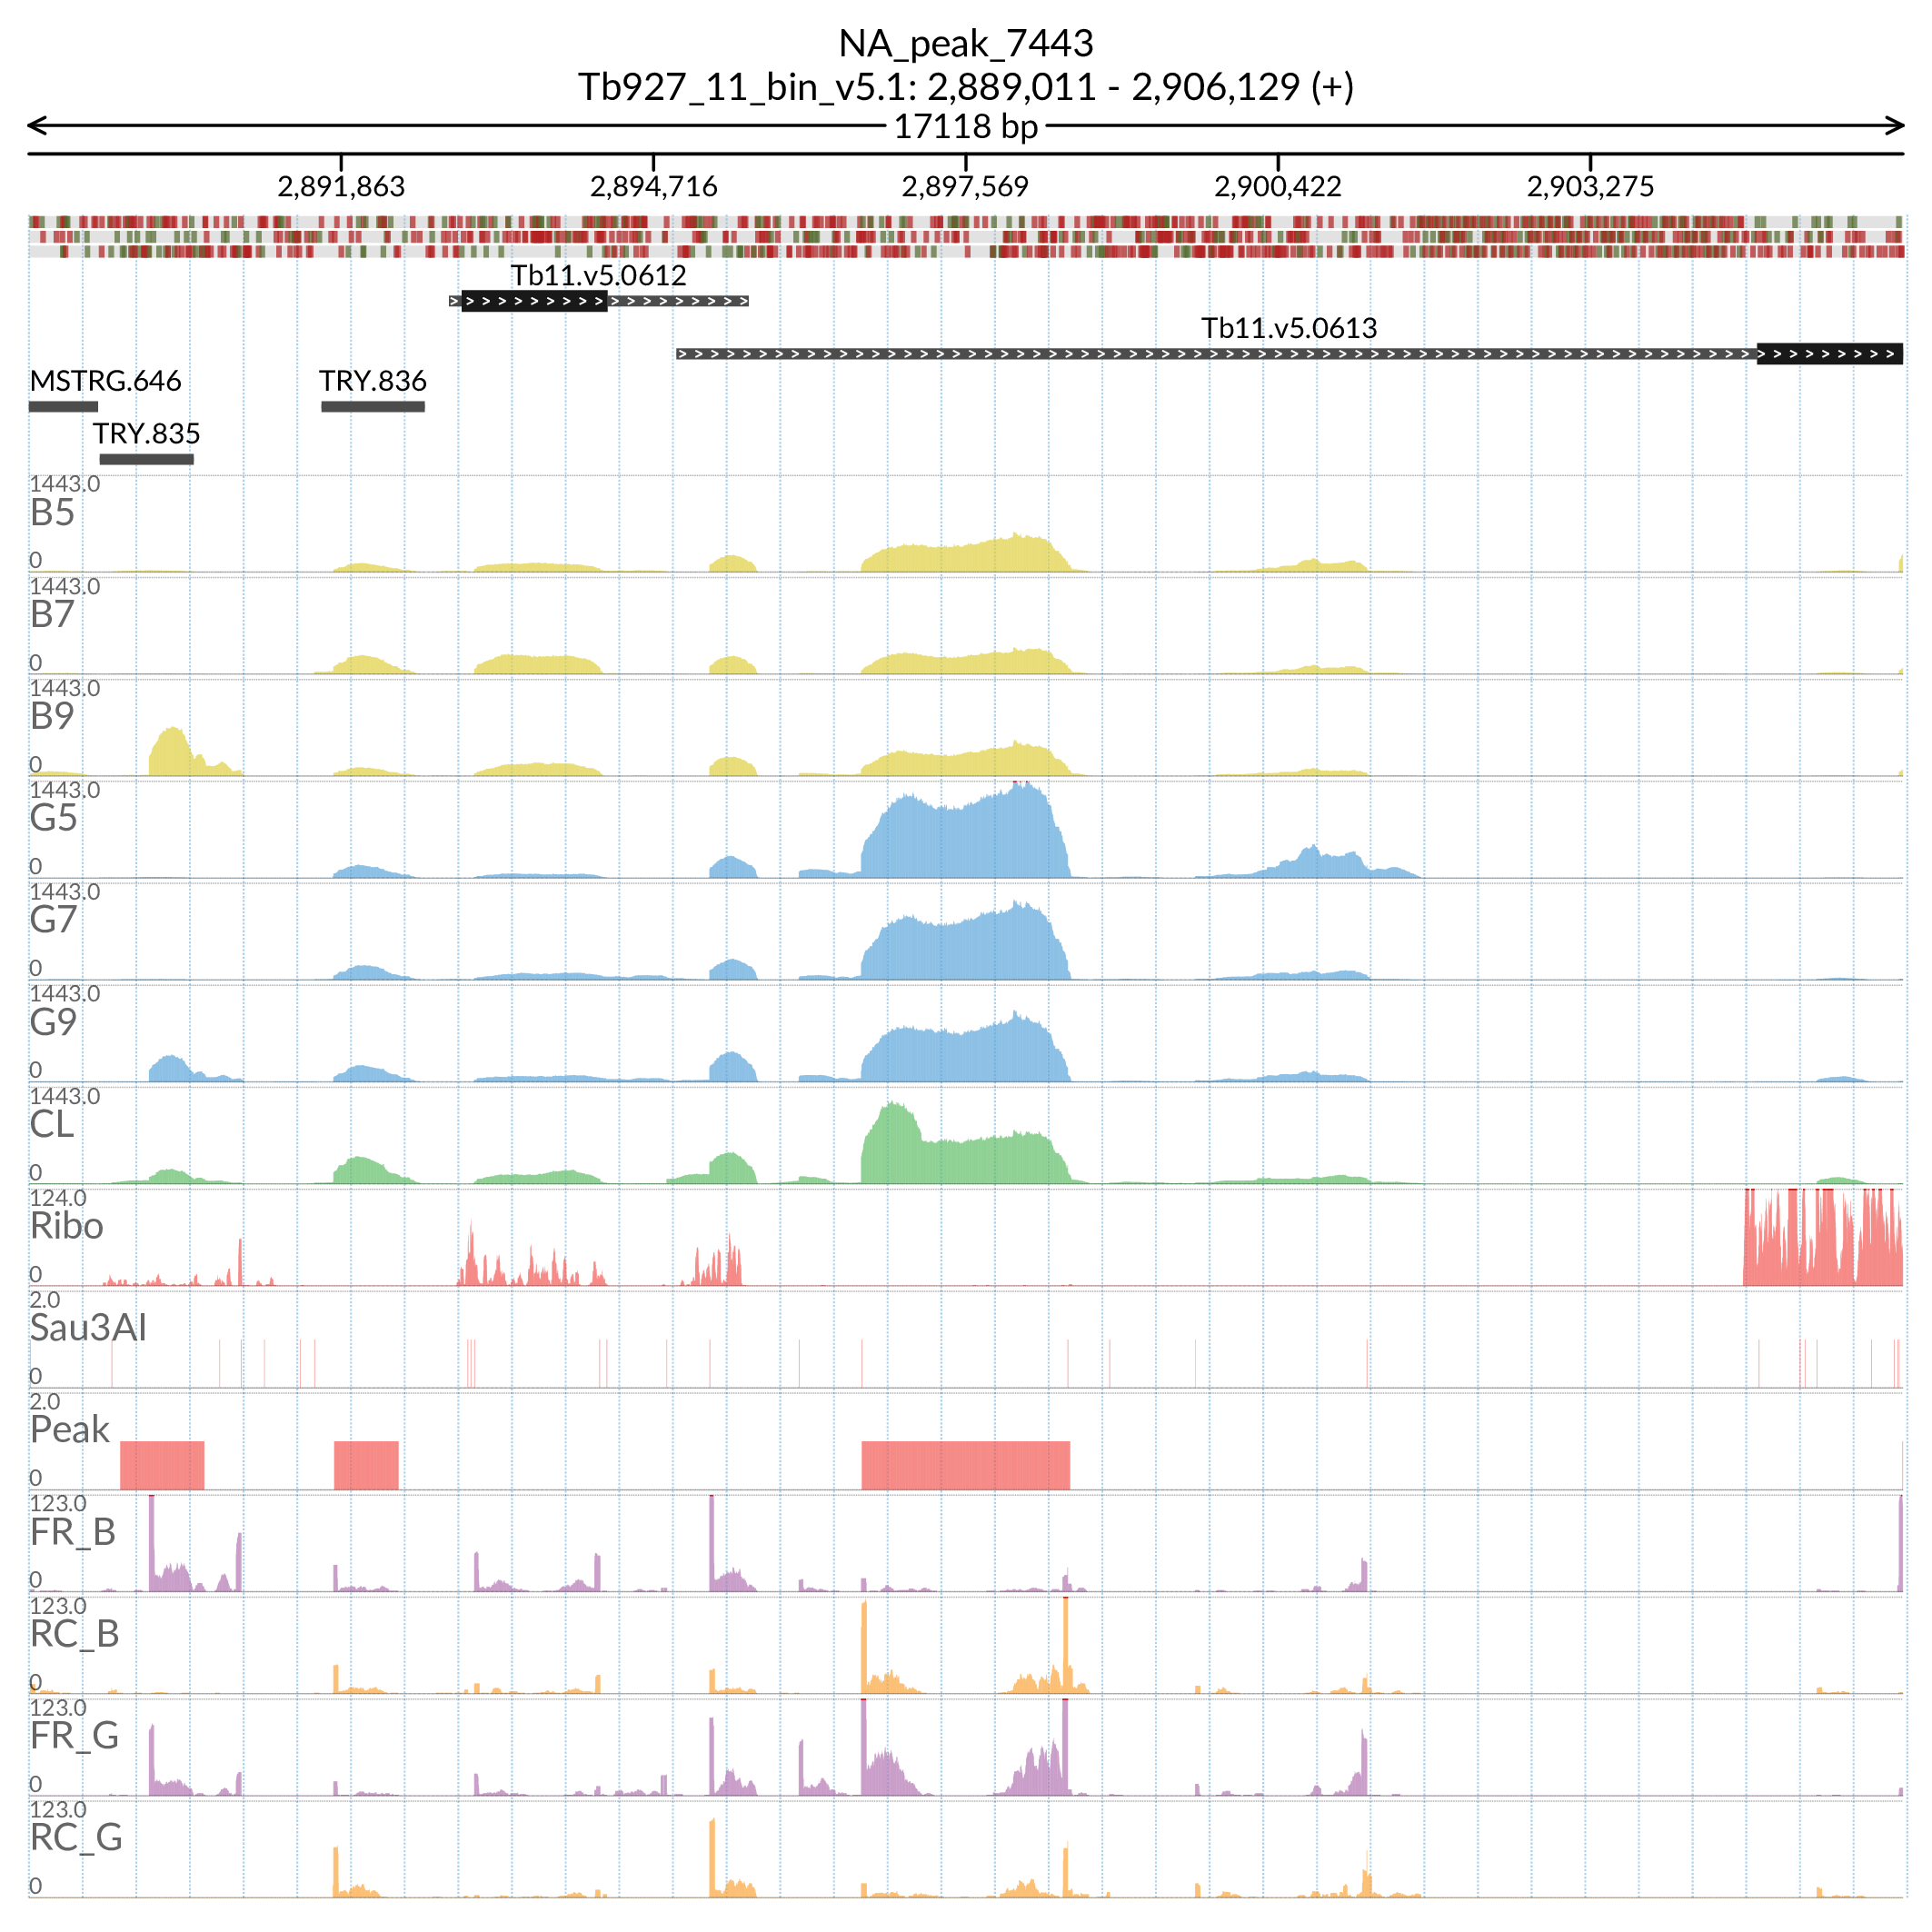 NA_peak_7443
Tb927_11_bin_v5.1: 2,889,011 - 2,906,129 (+)
17118 bp
2,891,863 2,894,716 2,897,569 2,900,422 2,903,275
Tb11.v5.0612
Tb11.v5.0613
MSTRG.646 TRY.836
TRY.835
1443.0
B5
0
1443.0
B7
0
1443.0
B9
0
1443.0
G5
0
1443.0
G7
0
1443.0
G9
0
1443.0
CL
0
124.0
Ribo
0
2.0
Sau3AI
0
2.0
Peak
0
123.0
FR_B
0
123.0
RC_B
0
123.0
FR_G
0
123.0
RC_G
0